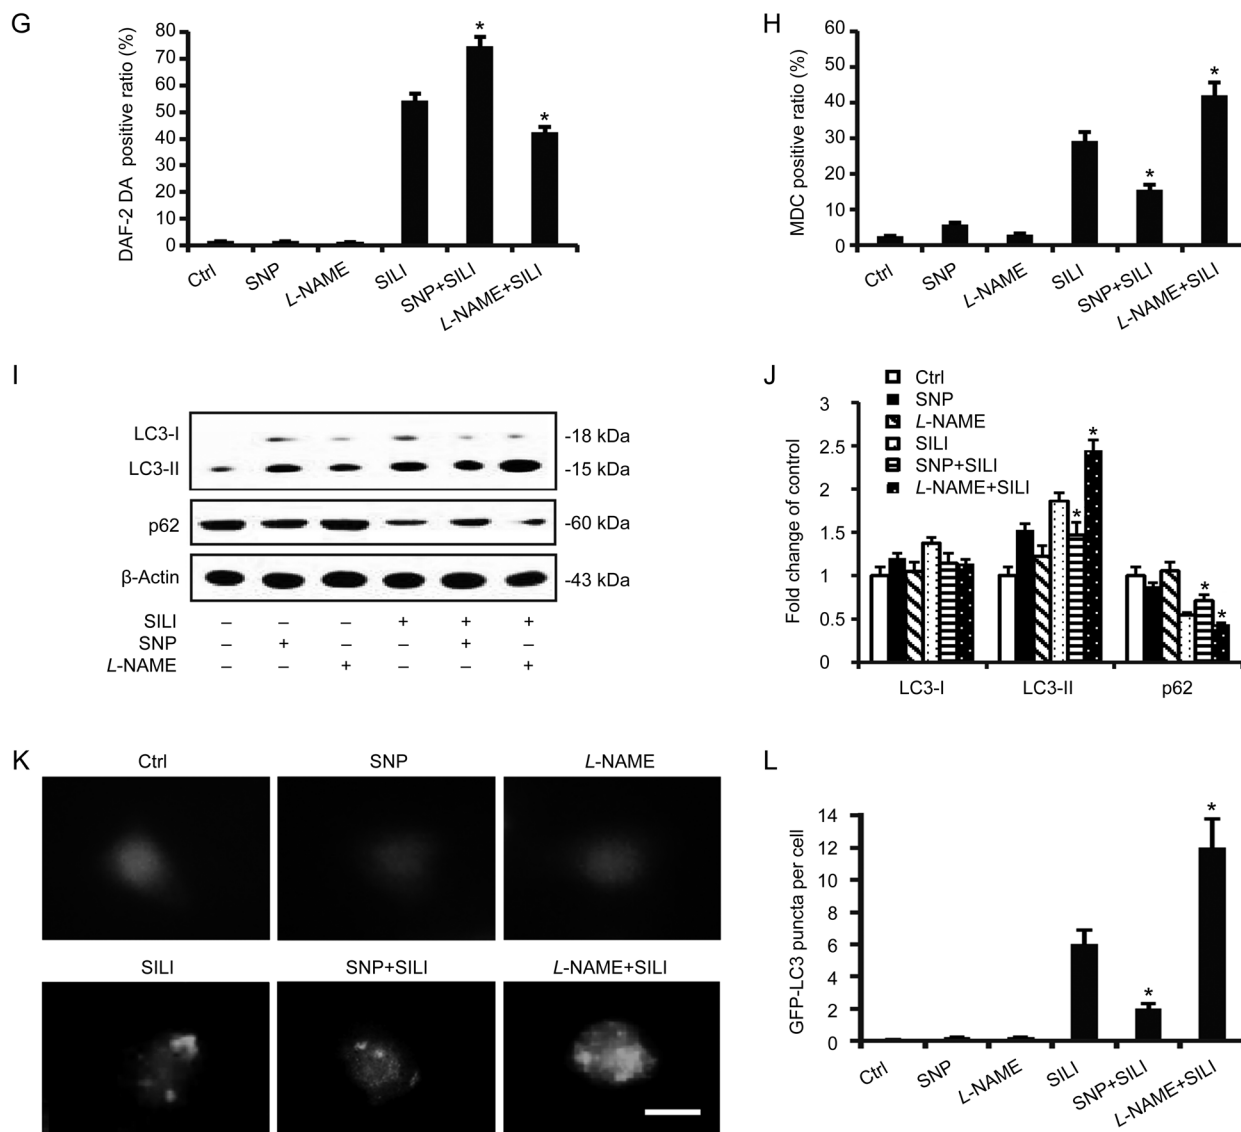 G
DAF-2 DA positive ratio (%)
80
70
60
50
40
30
20
10
0
*
*
Ctrl
SNP
L-NAME
SILI
SNP+SILI
L-NAME+SILI
H
MDC positive ratio (%)
60
50
40
30
20
10
0
*
*
Ctrl
SNP
L-NAME
SILI
SNP+SILI
L-NAME+SILI
I
LC3-I
-18 kDa
LC3-II
-15 kDa
p62
-60 kDa
β-Actin
-43 kDa
SILI – – – + + +
SNP – + – – + –
L-NAME – – + – – +
J
Ctrl
SNP
L-NAME
SILI
SNP+SILI
L-NAME+SILI
Fold change of control
3
2.5
2
1.5
1
0.5
0
*
*
*
*
LC3-I
LC3-II
p62
K
Ctrl
SNP
L-NAME
SILI
SNP+SILI
L-NAME+SILI
L
GFP-LC3 puncta per cell
14
12
10
8
6
4
2
0
*
*
Ctrl
SNP
L-NAME
SILI
SNP+SILI
L-NAME+SILI